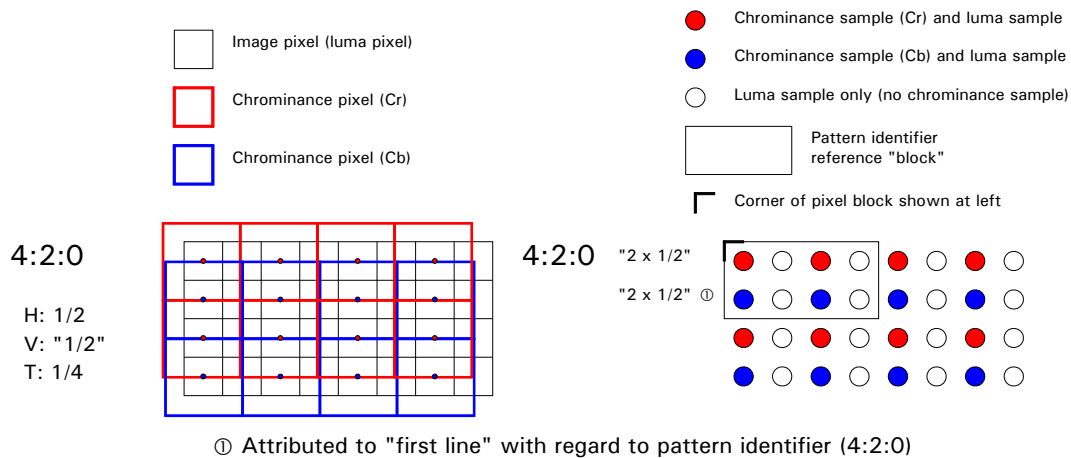 Image pixel (luma pixel)
Chrominance pixel (Cr)
Chrominance pixel (Cb)
Chrominance sample (Cr) and luma sample
Chrominance sample (Cb) and luma sample
Luma sample only (no chrominance sample)
Pattern identifier
reference "block"
Corner of pixel block shown at left
4:2:0
H: 1/2
V: "1/2"
T: 1/4
4:2:0
"2 x 1/2"
"2 x 1/2" ①
① Attributed to "first line" with regard to pattern identifier (4:2:0)